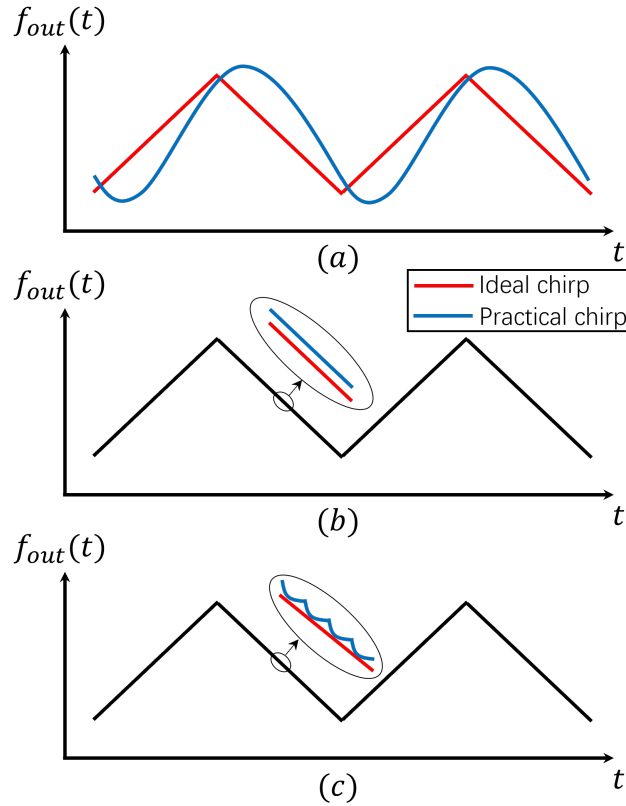 f_out(t)
t
(a)
f_out(t)
Ideal chirp
Practical chirp
t
(b)
f_out(t)
t
(c)